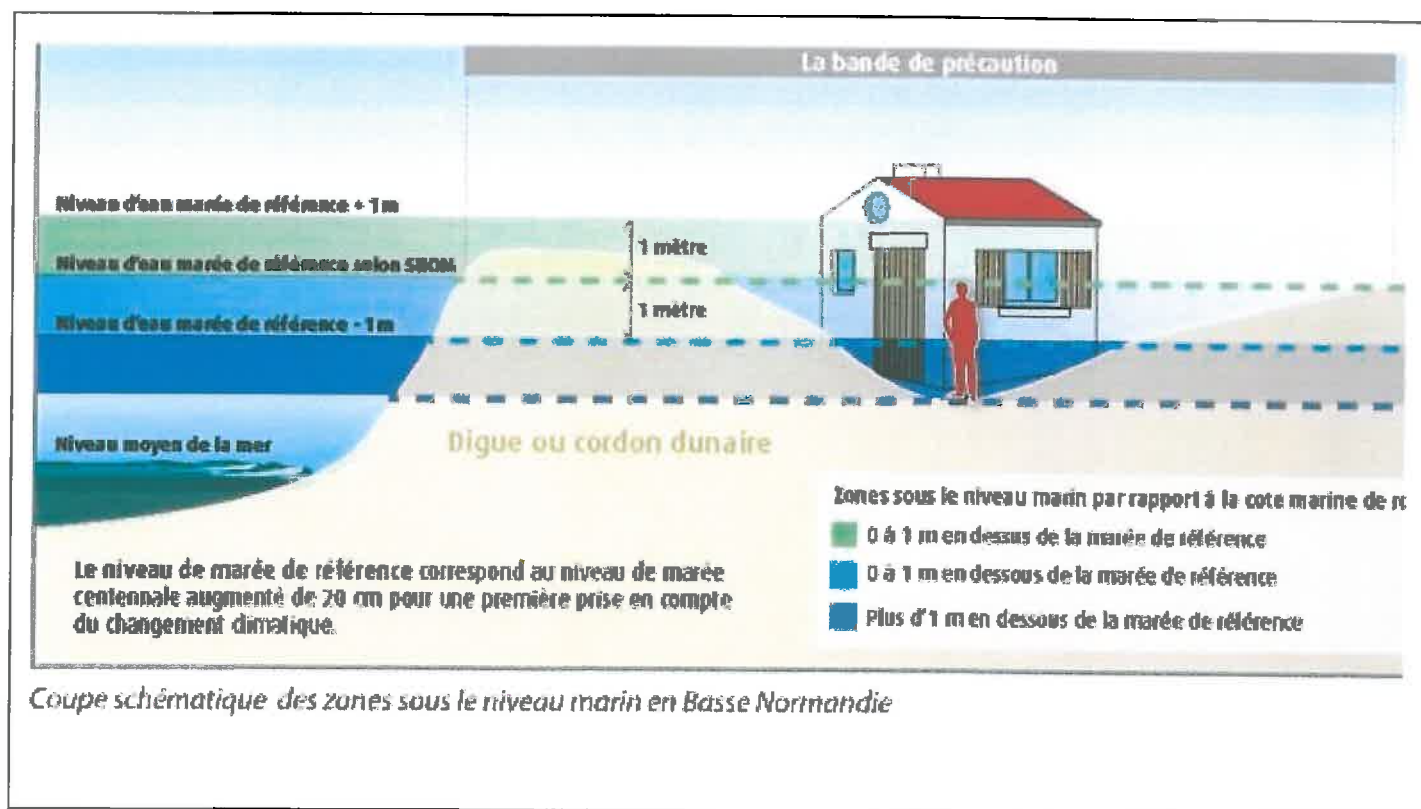 La bande de précaution
Niveau d'eau marée de référence + 1m
1 mètre
Niveau d'eau marée de référence selon SHOM
1 mètre
Niveau d'eau marée de référence - 1m
Niveau moyen de la mer
Digue ou cordon dunaire
Zones sous le niveau marin par rapport à la cote marine de
0 à 1 m en dessus de la marée de référence
0 à 1 m en dessous de la marée de référence
Plus d'1 m en dessous de la marée de référence
Le niveau de marée de référence correspond au niveau de marée
centennale augmenté de 20 cm pour une première prise en compte
du changement climatique.
Coupe schématique des zones sous le niveau marin en Basse Normandie